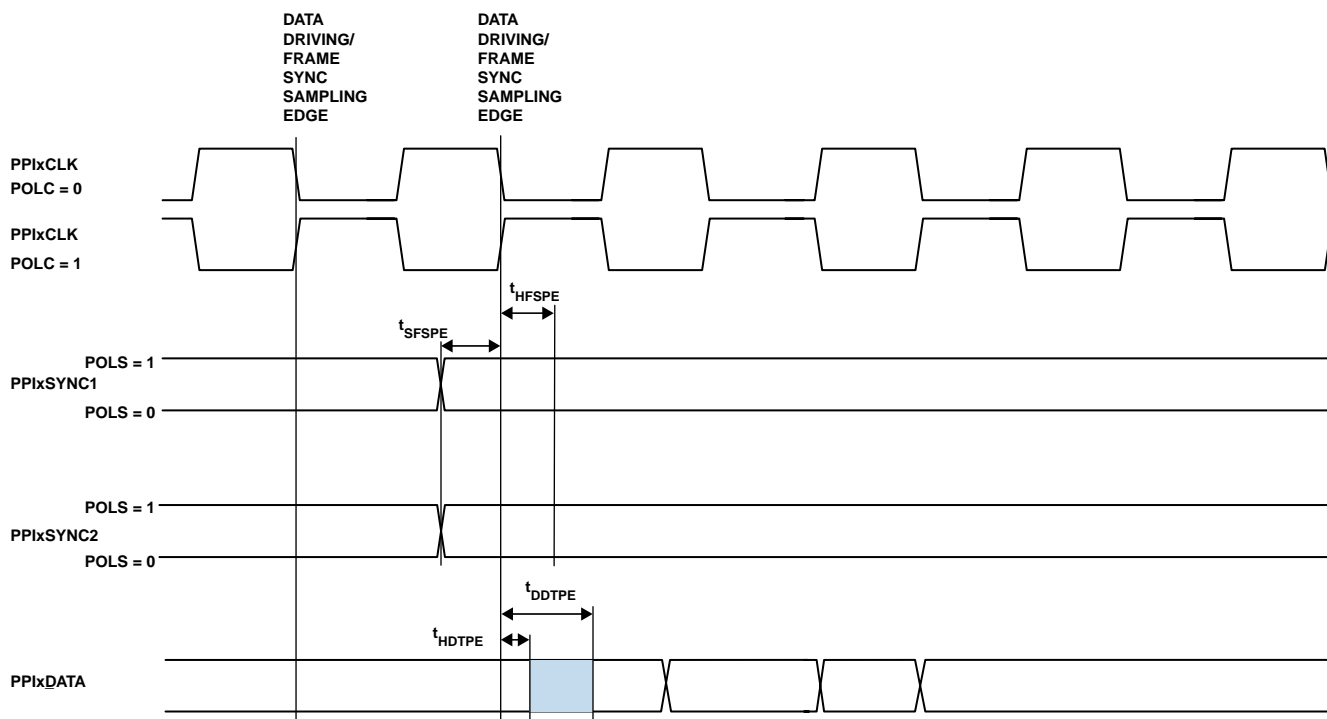 DATA
DRIVING/
FRAME
SYNC
SAMPLING
EDGE
DATA
DRIVING/
FRAME
SYNC
SAMPLING
EDGE
PPIxCLK
POLC = 0
PPIxCLK
POLC = 1
tHFSPE
tSFSPE
POLS = 1
PPIxSYNC1
POLS = 0
POLS = 1
PPIxSYNC2
POLS = 0
tDDTPE
tHDTPE
PPIxDATA